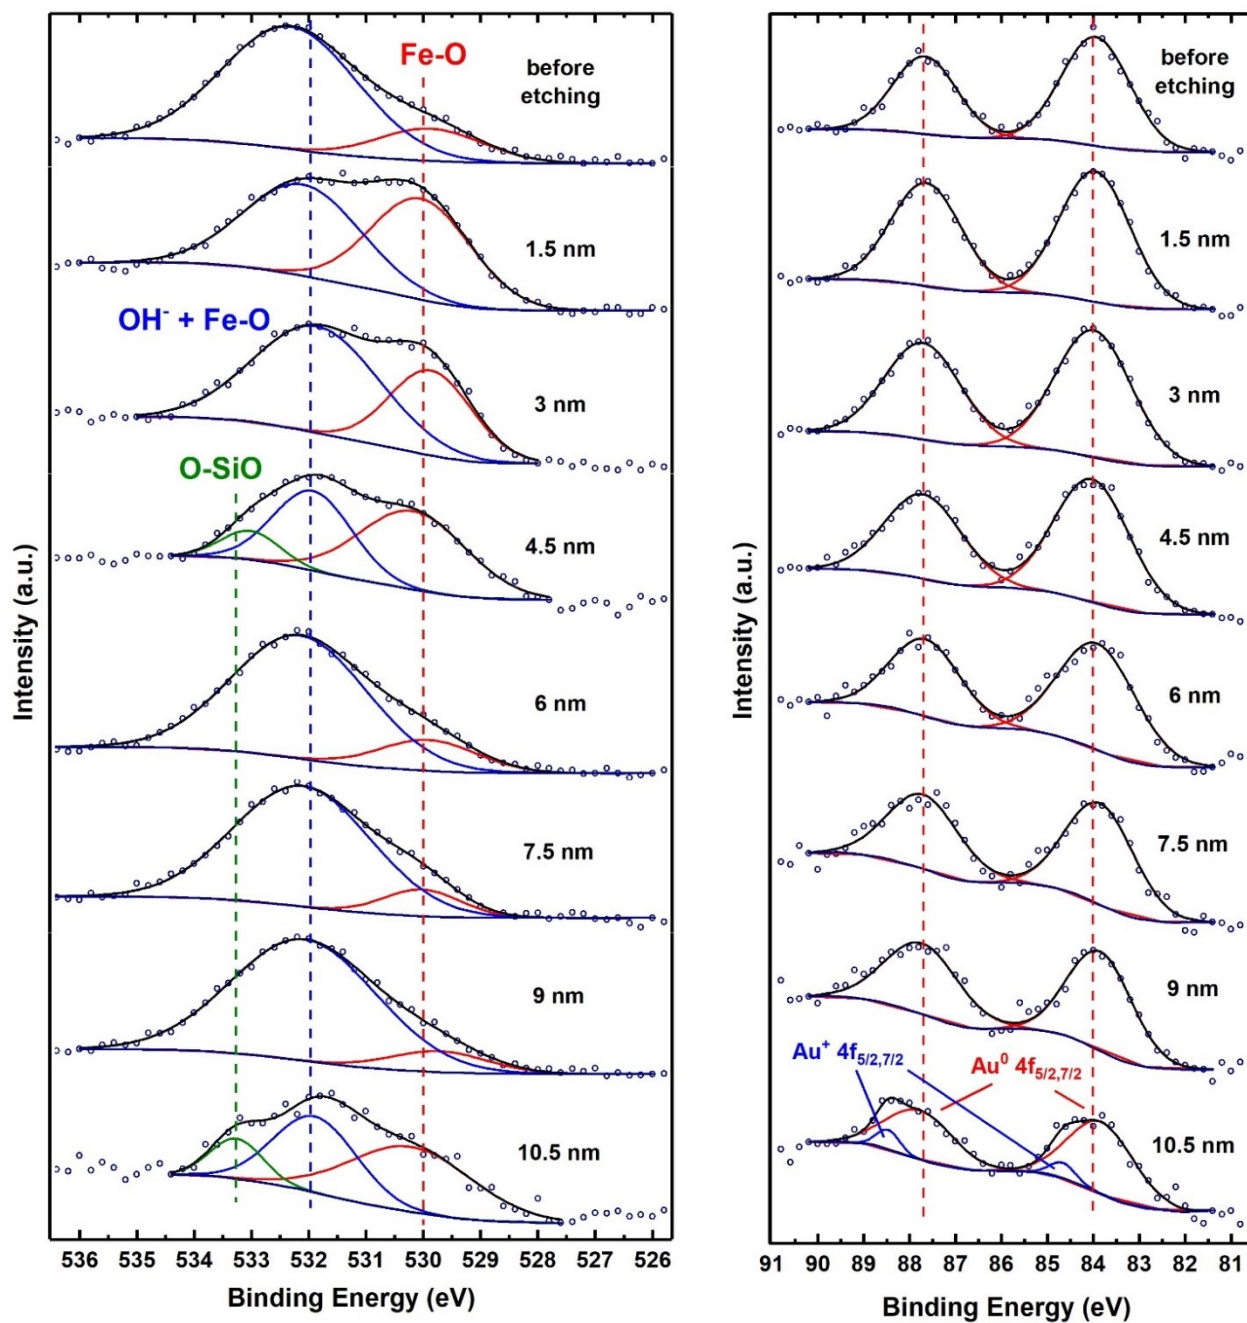 Fe-O
before
etching
1.5 nm
OH⁻ + Fe-O
3 nm
O-SiO
4.5 nm
6 nm
7.5 nm
9 nm
10.5 nm
536 535 534 533 532 531 530 529 528 527 526
Binding Energy (eV)
Intensity (a.u.)
before
etching
1.5 nm
3 nm
4.5 nm
6 nm
7.5 nm
9 nm
Au⁺ 4f5/2,7/2
Au⁰ 4f5/2,7/2
10.5 nm
91 90 89 88 87 86 85 84 83 82 81
Binding Energy (eV)
Intensity (a.u.)